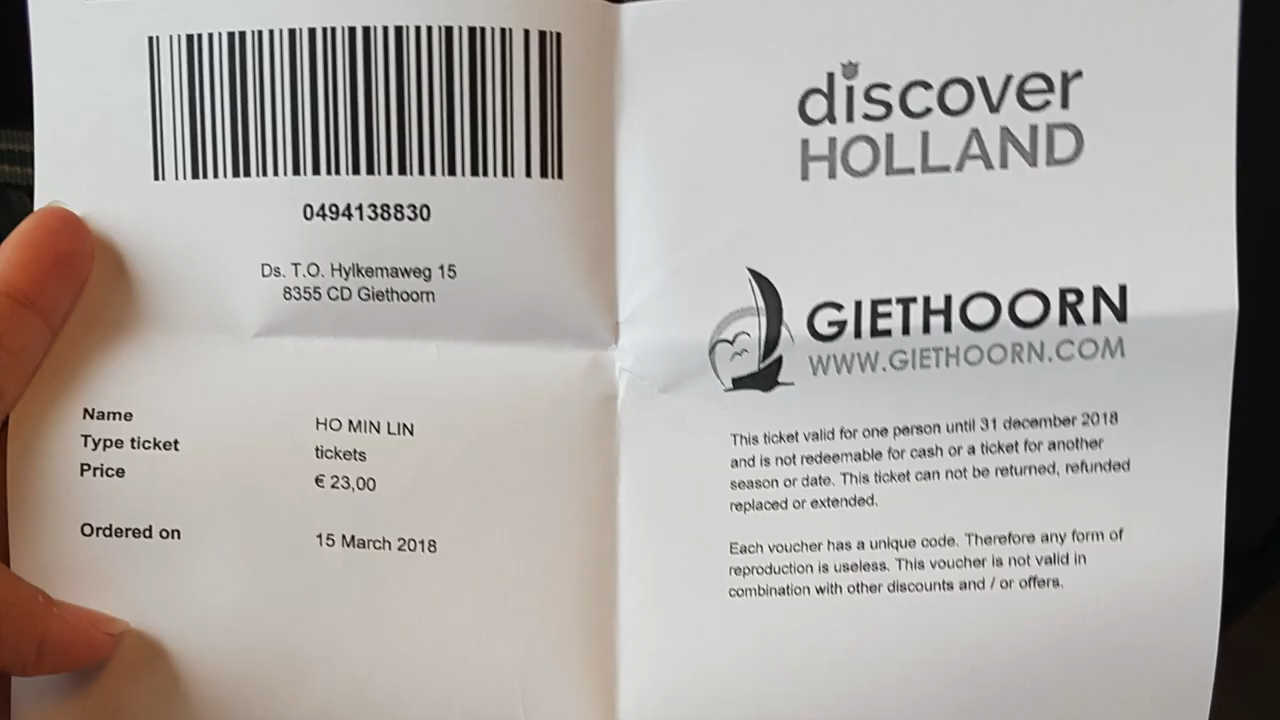 0494138830
Ds. T.O. Hylkemaweg 15
8355 CD Giethoorn
Name HO MIN LIN
Type ticket tickets
Price € 23,00
Ordered on 15 March 2018
discover
HOLLAND
GIETHOORN
WWW.GIETHOORN.COM
This ticket valid for one person until 31 december 2018
and is not redeemable for cash or a ticket for another
season or date. This ticket can not be returned, refunded
replaced or extended.
Each voucher has a unique code. Therefore any form of
reproduction is useless. This voucher is not valid in
combination with other discounts and / or offers.